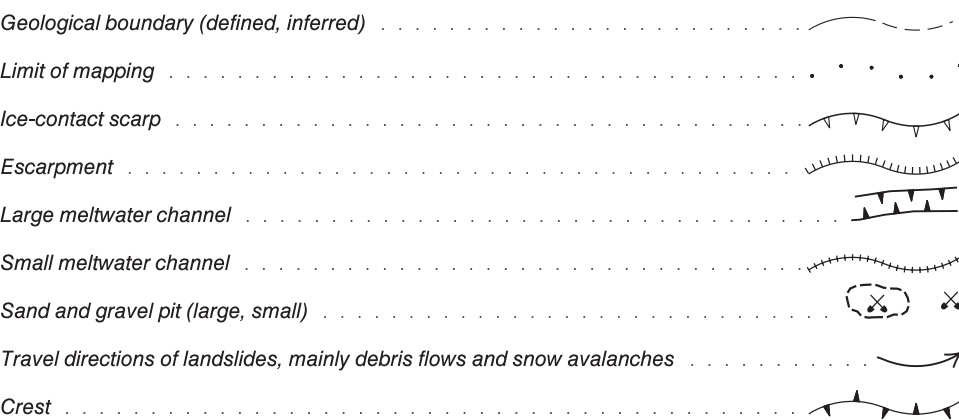 Geological boundary (defined, inferred) . . . . . . . . . . . . . . . . . . . . . . .
Limit of mapping . . . . . . . . . . . . . . . . . . . . . . . . . . . . . . . . . .
Ice-contact scarp . . . . . . . . . . . . . . . . . . . . . . . . . . . . . . . . . .
Escarpment . . . . . . . . . . . . . . . . . . . . . . . . . . . . . . . . . . . .
Large meltwater channel . . . . . . . . . . . . . . . . . . . . . . . . . . . . . . . . .
Small meltwater channel . . . . . . . . . . . . . . . . . . . . . . . . . . . . . . .
Sand and gravel pit (large, small) . . . . . . . . . . . . . . . . . . . . . . . . . . . . .
Travel directions of landslides, mainly debris flows and snow avalanches . . . . . . . . . . .
Crest . . . . . . . . . . . . . . . . . . . . . . . . . . . . . . . . . . . . . . . .